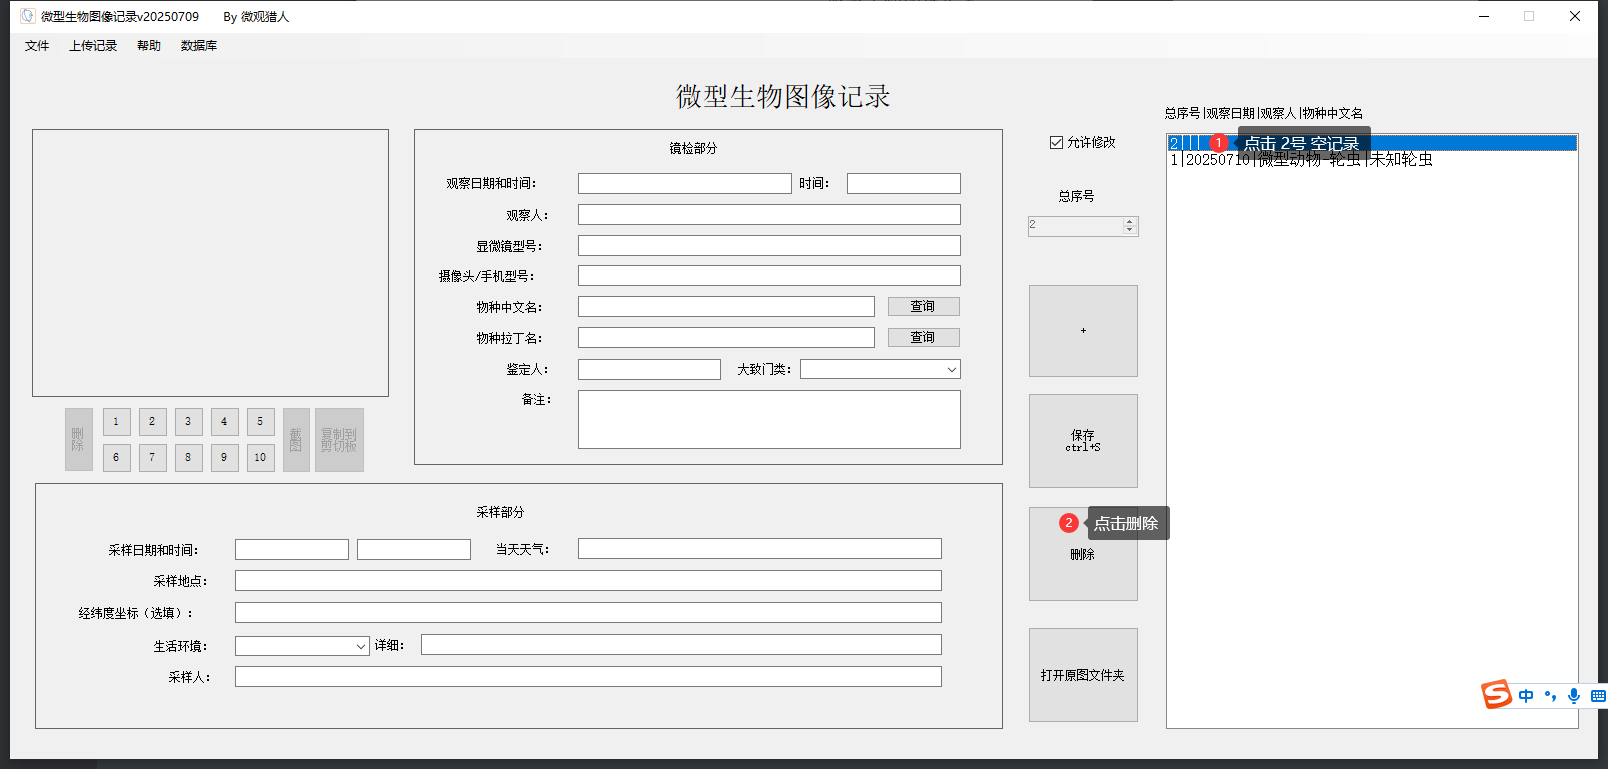 微型生物图像记录v20250709 By 微观猎人
文件 上传记录 帮助 数据库
微型生物图像记录
镜检部分
观察日期和时间：
时间：
观察人：
显微镜型号：
摄像头/手机型号：
物种中文名：
查询
物种拉丁名：
查询
鉴定人：
大致门类：
备注：
删除
1 2 3 4 5
6 7 8 9 10
截图
复制到
剪切板
采样部分
采样日期和时间：
当天天气：
采样地点：
经纬度坐标（选填）：
生活环境：
详细：
采样人：
允许修改
总序号
2
+
保存
ctrl+S
2 点击删除
删除
打开原图文件夹
总序号|观察日期|观察人|物种中文名
2|||
1 点击 2号 空记录
1|20250710|微型动物-轮虫|未知轮虫
中